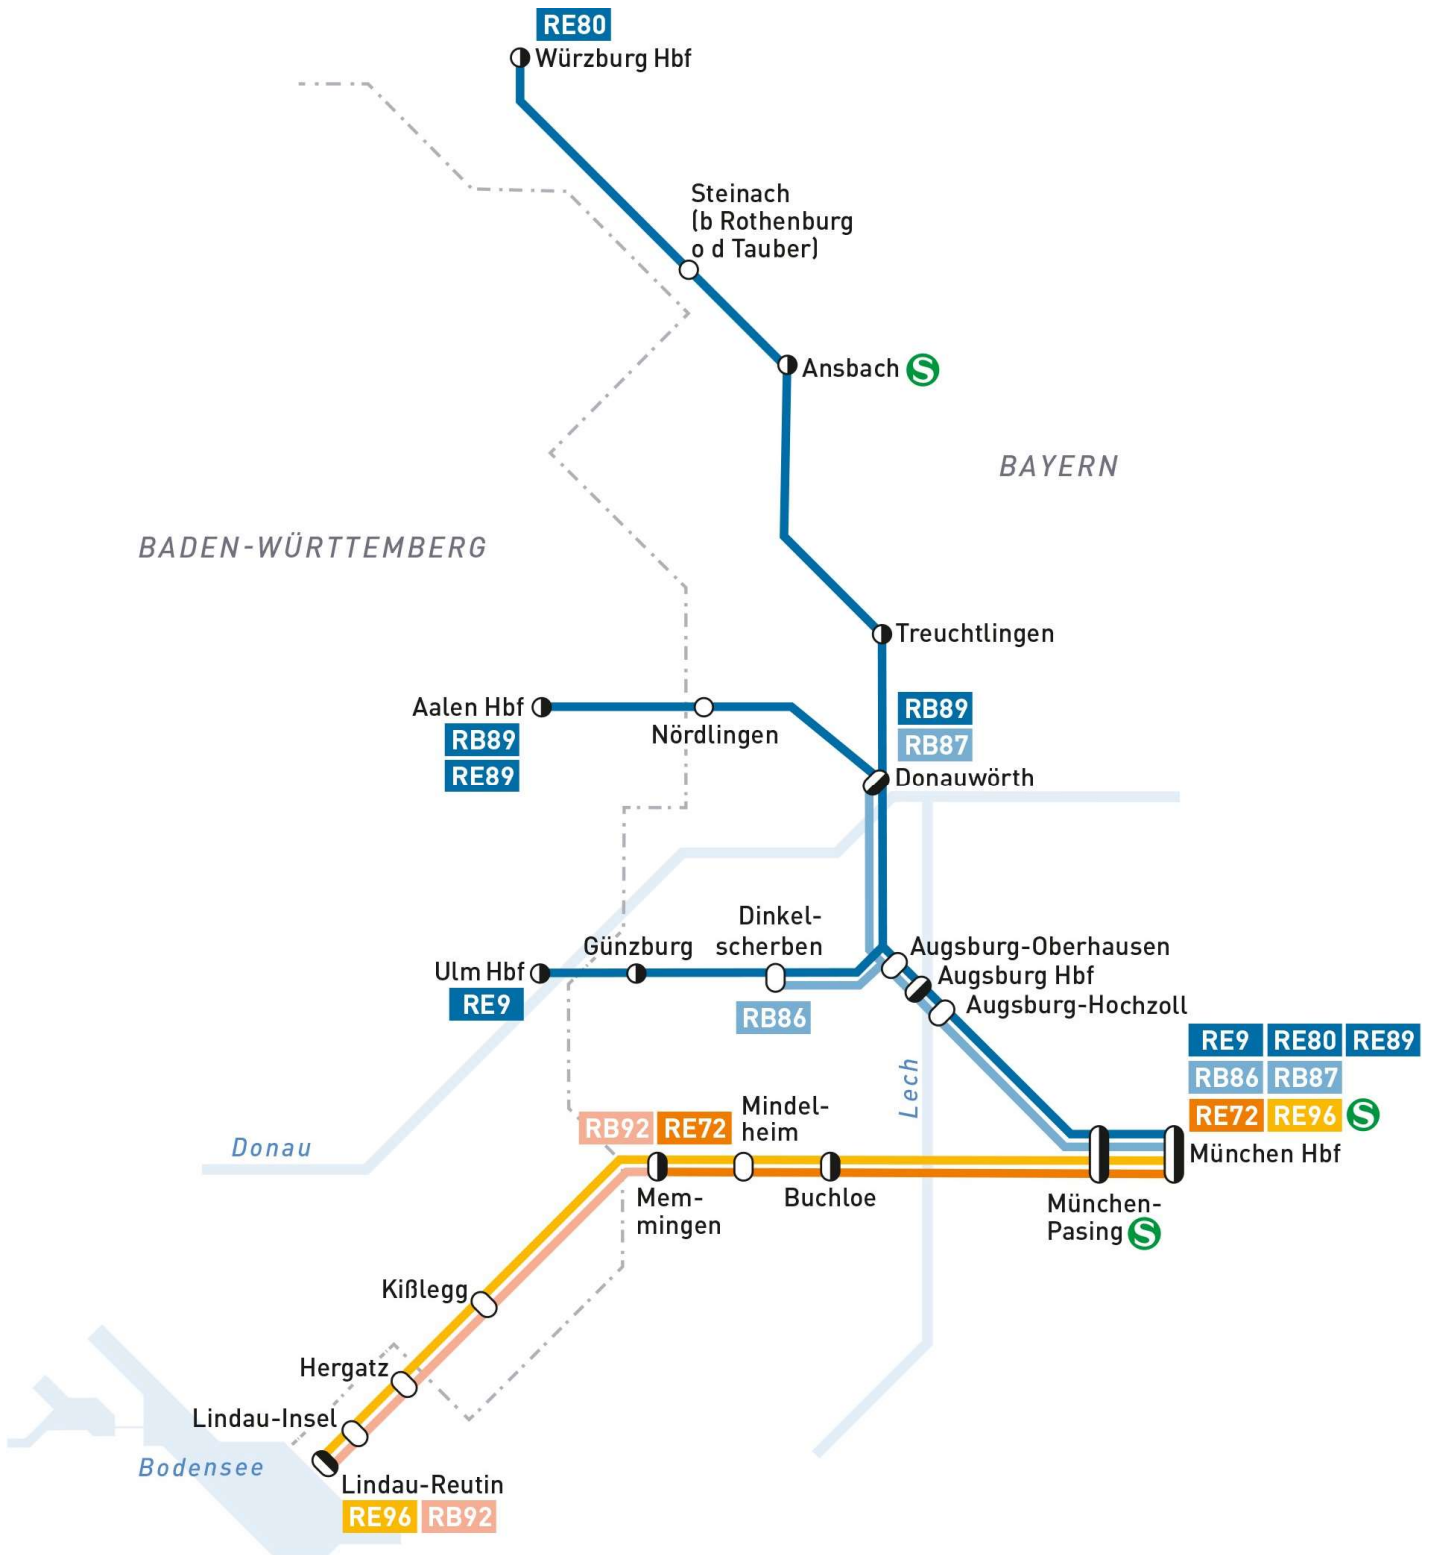 RE80
Würzburg Hbf
Steinach
(b Rothenburg
o d Tauber)
Ansbach S
BAYERN
BADEN-WÜRTTEMBERG
Treuchtlingen
Aalen Hbf
RB89
RE89
Nördlingen
RB89
RB87
Donauwörth
Dinkel-
scherben
Günzburg
Ulm Hbf
RE9
RB86
Augsburg-Oberhausen
Augsburg Hbf
Augsburg-Hochzoll
RE9 RE80 RE89
RB86 RB87
RE72 RE96 S
München Hbf
Lech
Donau
RB92 RE72
Mindel-
heim
Mem-
mingen
Buchloe
München-
Pasing S
Kißlegg
Hergatz
Lindau-Insel
Bodensee
Lindau-Reutin
RE96 RB92